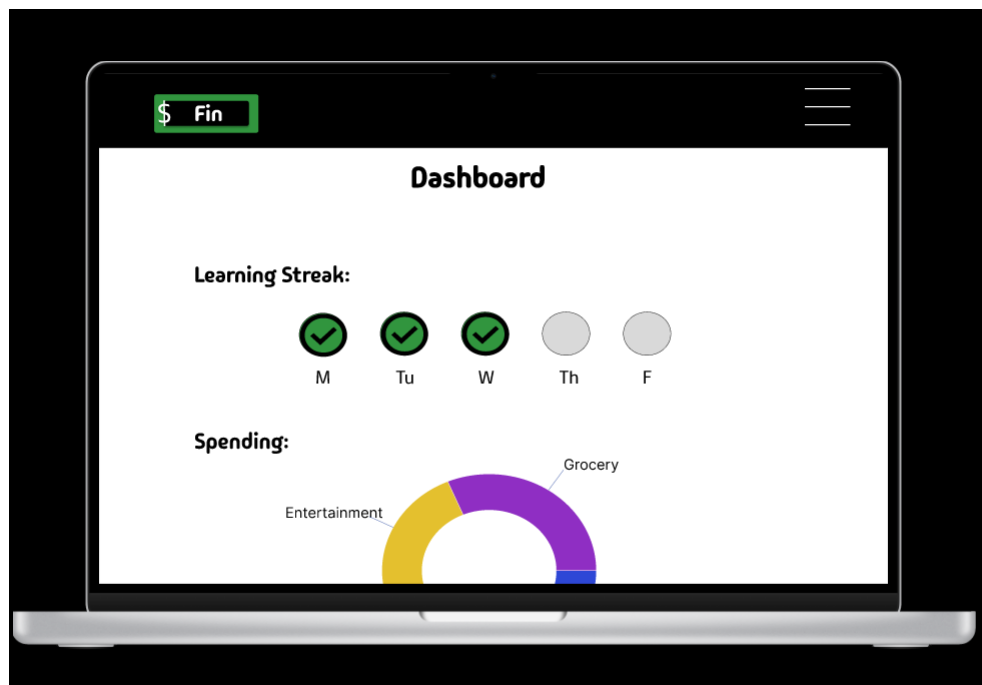 $ Fin
Dashboard
Learning Streak:
M Tu W Th F
Spending:
Grocery
Entertainment